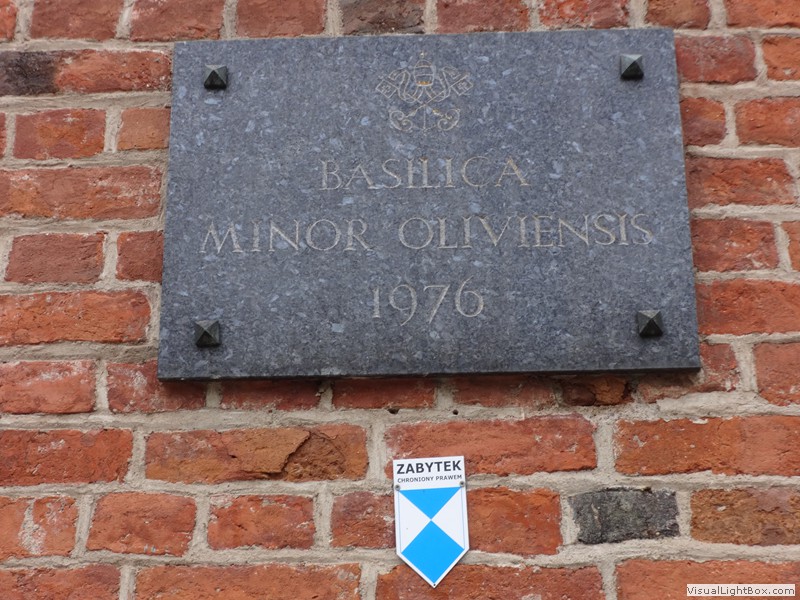 BASILICA
MINOR OLIVIENSIS
1976
ZABYTEK
CHRONIONY PRAWEM
VisualLightBox.com